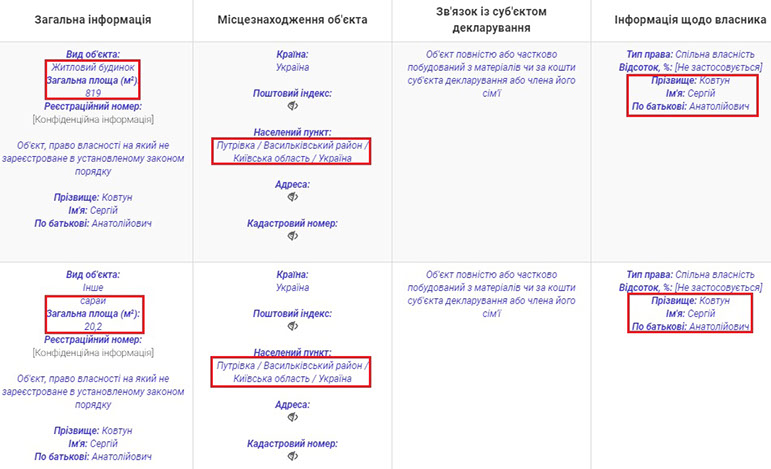 Загальна інформація
Місцезнаходження об'єкта
Зв'язок із суб'єктом
декларування
Інформація щодо власника
Вид об'єкта:
Житловий будинок
Загальна площа (м²):
819
Реєстраційний номер:
[Конфіденційна інформація]
Об'єкт, право власності на який не
зареєстроване в установленому законом
порядку
Прізвище: Ковтун
Ім'я: Сергій
По батькові: Анатолійович
Країна:
Україна
Поштовий індекс:
Населений пункт:
Путрівка / Васильківський район /
Київська область / Україна
Адреса:
Кадастровий номер:
Об'єкт повністю або частково
побудований з матеріалів чи за кошти
суб'єкта декларування або члена його
сім'ї
Тип права: Спільна власність
Відсоток, %: [Не застосовується]
Прізвище: Ковтун
Ім'я: Сергій
По батькові: Анатолійович
Вид об'єкта:
Інше
сарай
Загальна площа (м²):
20,2
Реєстраційний номер:
[Конфіденційна інформація]
Об'єкт, право власності на який не
зареєстроване в установленому законом
порядку
Прізвище: Ковтун
Ім'я: Сергій
По батькові: Анатолійович
Країна:
Україна
Поштовий індекс:
Населений пункт:
Путрівка / Васильківський район /
Київська область / Україна
Адреса:
Кадастровий номер:
Об'єкт повністю або частково
побудований з матеріалів чи за кошти
суб'єкта декларування або члена його
сім'ї
Тип права: Спільна власність
Відсоток, %: [Не застосовується]
Прізвище: Ковтун
Ім'я: Сергій
По батькові: Анатолійович